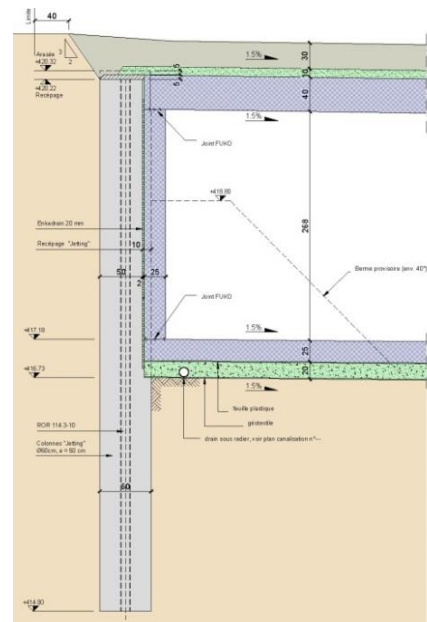 Limite
40
3
2
Arasée
+420.32
+420.22
Recépage
5
5
1.5%
30
10
40
1.5%
Joint FUKO
+418.80
Enkadrain 20 mm
268
Recépage "Jetting"
10
Berme provisoire (env. 40°)
50
25
2
Joint FUKO
+417.18
1.5%
25
+416.73
20
1.5%
feuille plastique
géotextile
ROR 114.3-10
drain sous radier, voir plan canalisation n°---
Colonnes "Jetting"
Ø60cm, e = 60 cm
60
+414.90